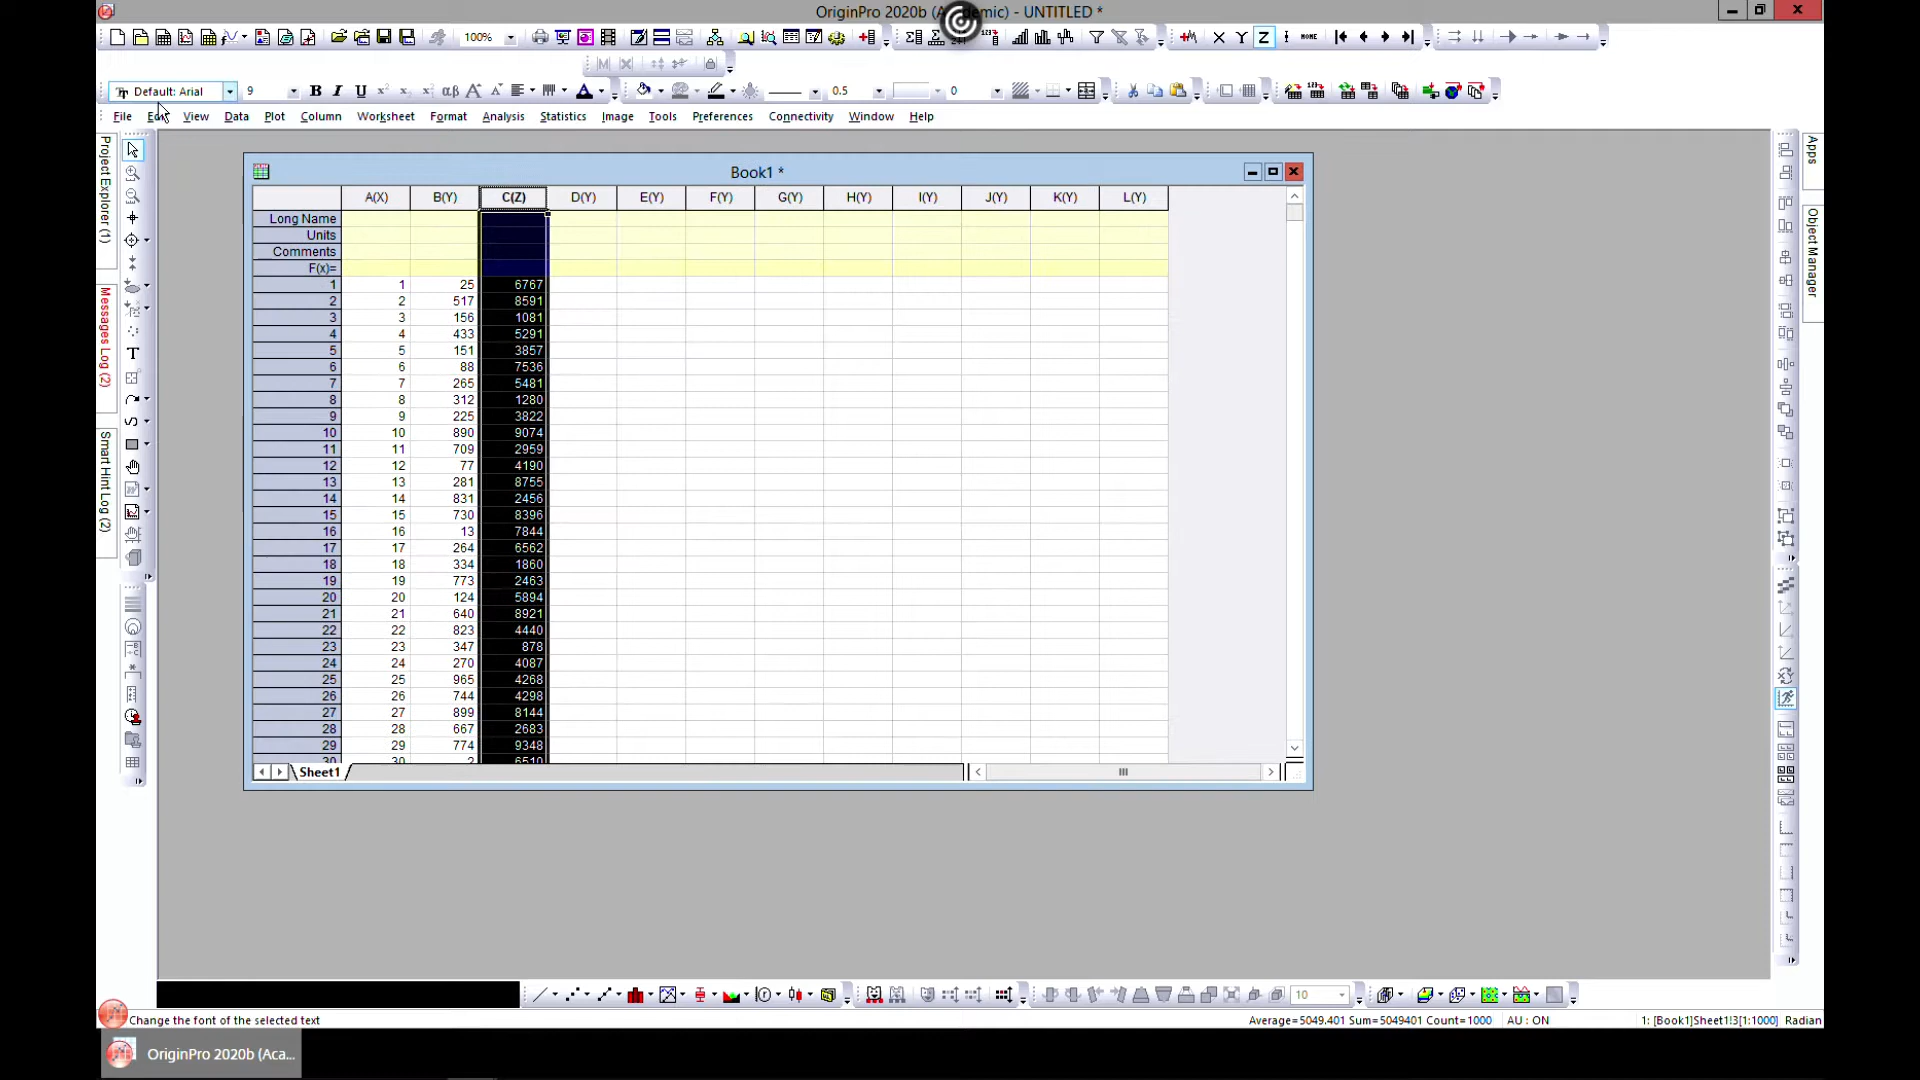 OriginPro 2020b (Academic) - UNTITLED *
100%
X Y Z HOME
Default: Arial 9 B I U αβ A A A 0.5 0
File Edit View Data Plot Column Worksheet Format Analysis Statistics Image Tools Preferences Connectivity Window Help
Project Explorer (1)
Messages Log (2)
Smart Hint Log (2)
Apps
Object Manager
Book1 *
A(X) B(Y) C(Z) D(Y) E(Y) F(Y) G(Y) H(Y) I(Y) J(Y) K(Y) L(Y)
Long Name
Units
Comments
F(x)=
1 1 25 6767
2 2 517 8591
3 3 156 1081
4 4 433 5291
5 5 151 3857
6 6 88 7536
7 7 265 5481
8 8 312 1280
9 9 225 3822
10 10 890 9074
11 11 709 2959
12 12 77 4190
13 13 281 8755
14 14 831 2456
15 15 730 8396
16 16 13 7844
17 17 264 6562
18 18 334 1860
19 19 773 2463
20 20 124 5894
21 21 640 8921
22 22 823 4440
23 23 347 878
24 24 270 4087
25 25 965 4268
26 26 744 4298
27 27 899 8144
28 28 667 2683
29 29 774 9348
30 30 2 6510
Sheet1
10
Change the font of the selected text
Average=5049.401 Sum=5049401 Count=1000 AU : ON 1: [Book1]Sheet1!3[1:1000] Radian
OriginPro 2020b (Aca...